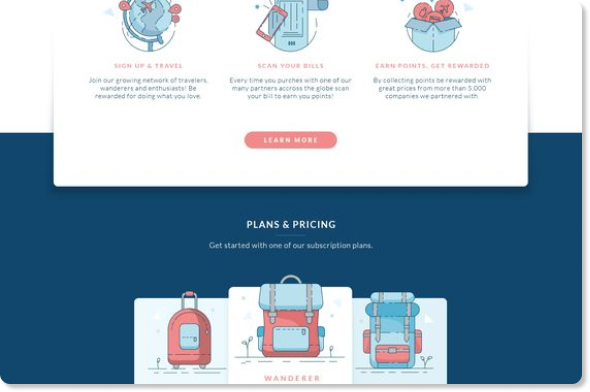 SIGN UP & TRAVEL
Join our growing network of travelers,
wanderers and enthusiasts! Be
rewarded for doing what you love.
SCAN YOUR BILLS
Every time you purches with one of our
many partners accross the globe scan
your bill to earn you points!
EARN POINTS, GET REWARDED
By collecting points be rewarded with
great prizes from more than 5,000
companies we partnered with.
LEARN MORE
PLANS & PRICING
Get started with one of our subscription plans.
WANDERER